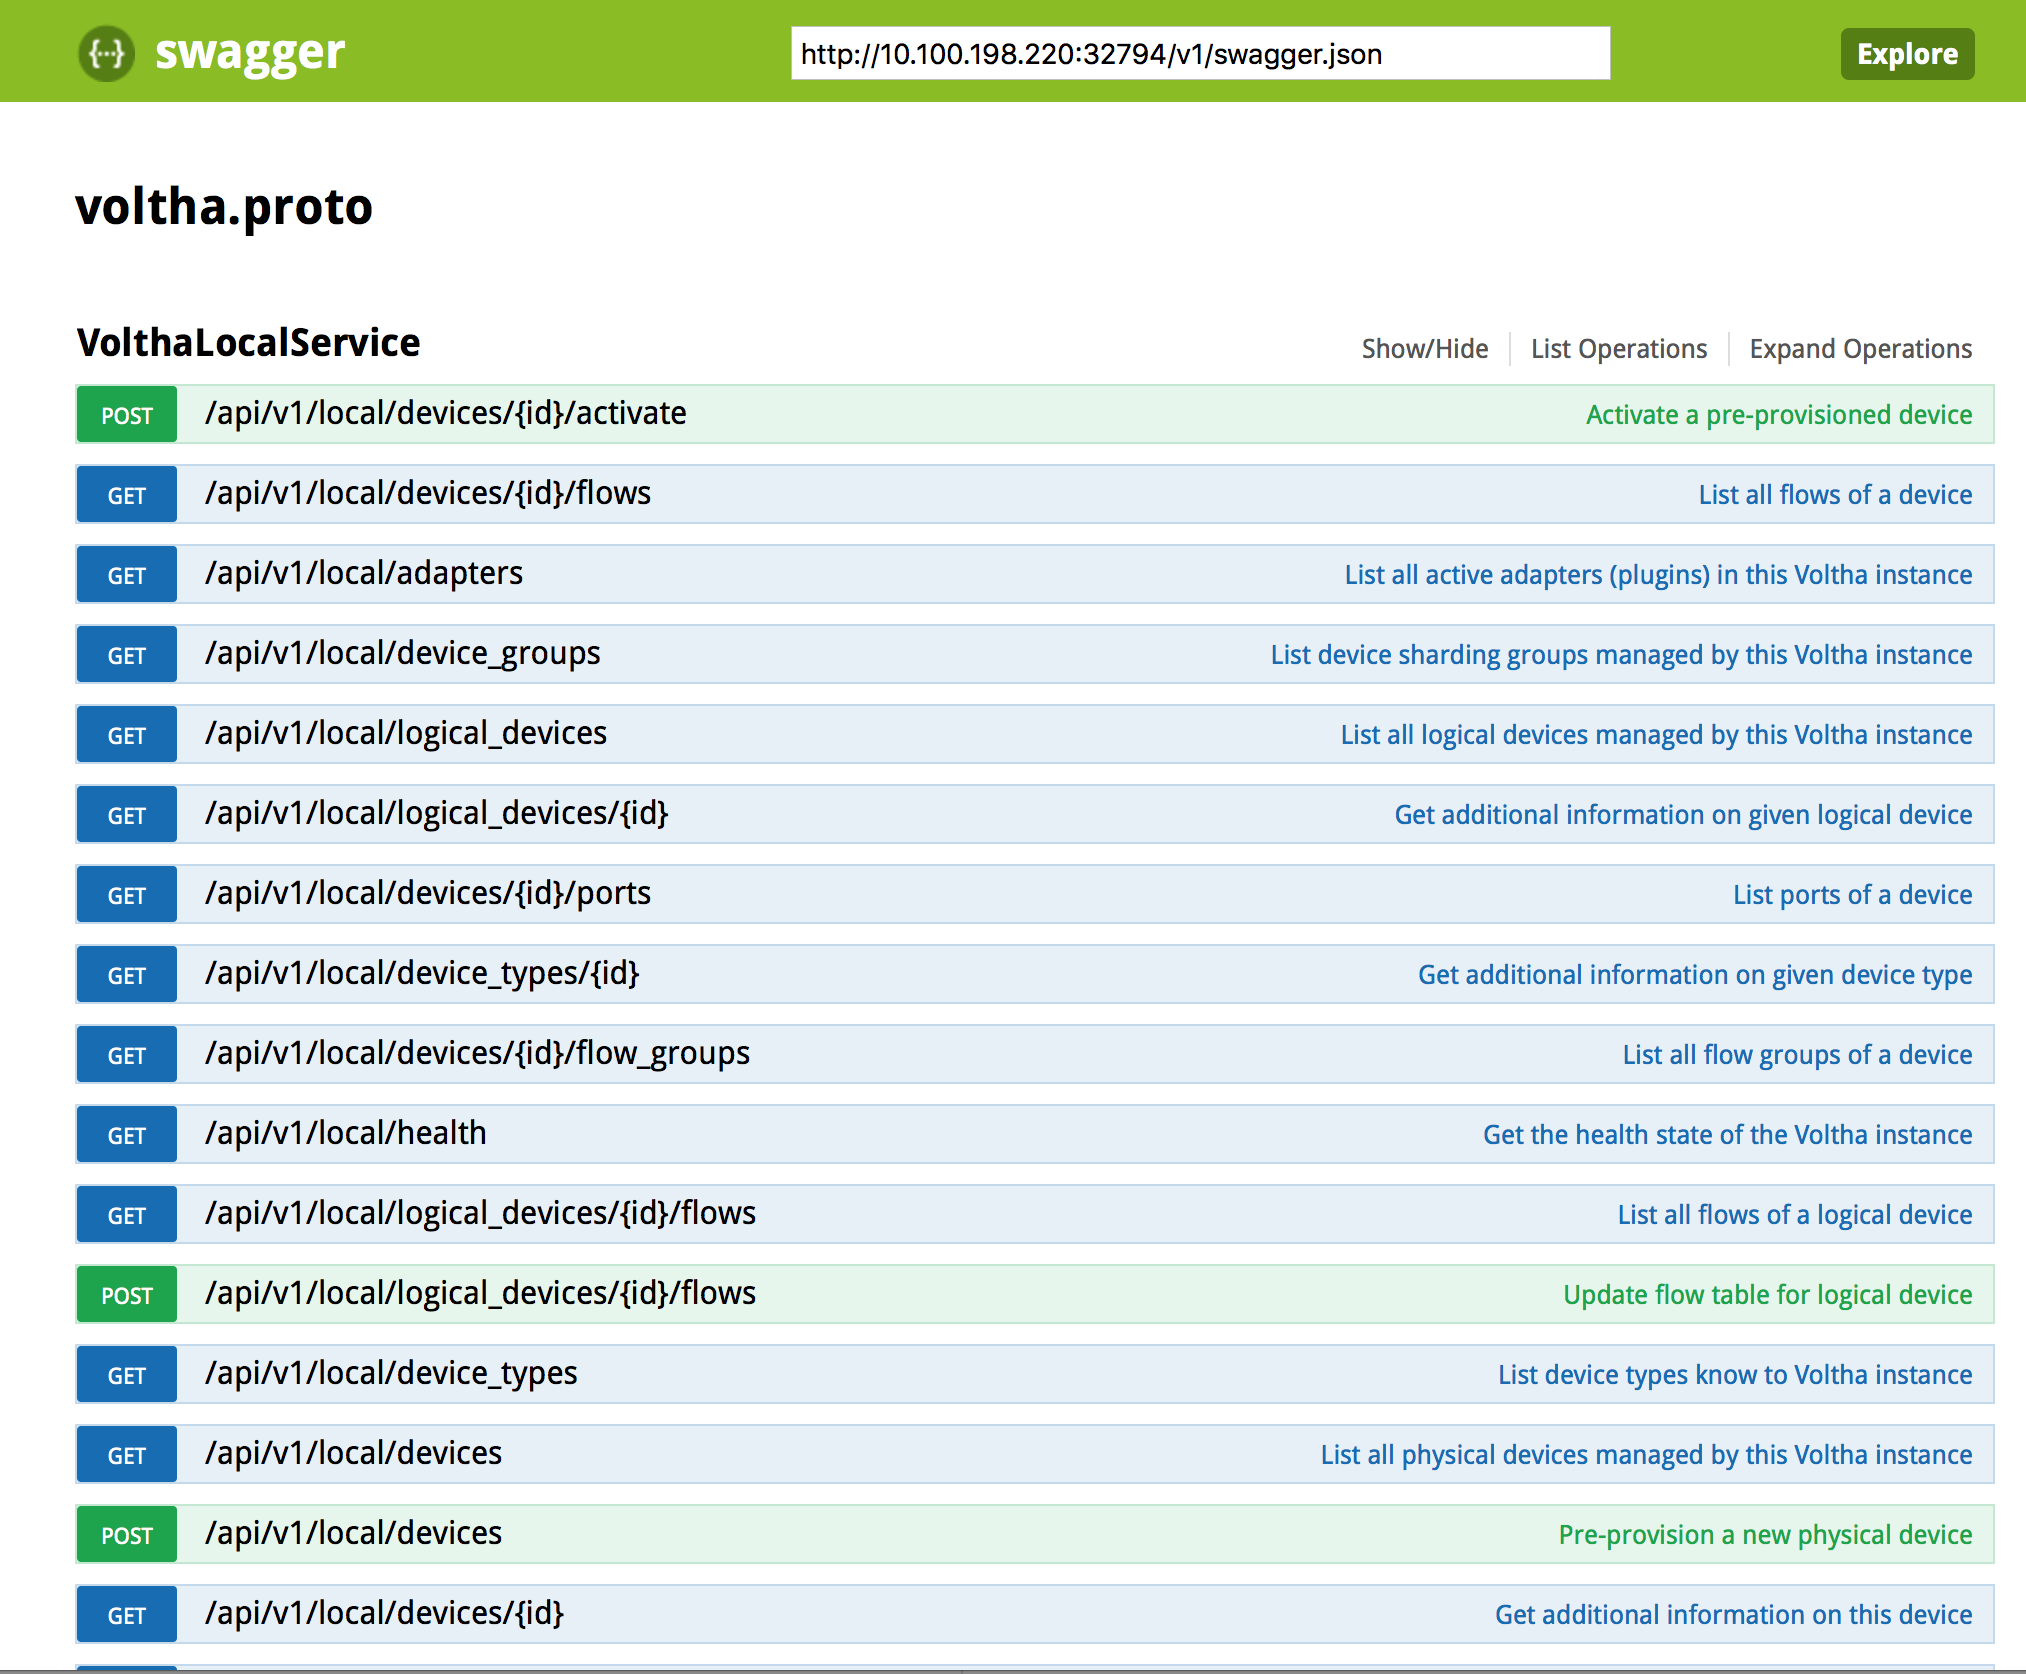 {···} swagger http://10.100.198.220:32794/v1/swagger.json Explore
voltha.proto
VolthaLocalService Show/Hide List Operations Expand Operations
POST /api/v1/local/devices/{id}/activate Activate a pre-provisioned device
GET /api/v1/local/devices/{id}/flows List all flows of a device
GET /api/v1/local/adapters List all active adapters (plugins) in this Voltha instance
GET /api/v1/local/device_groups List device sharding groups managed by this Voltha instance
GET /api/v1/local/logical_devices List all logical devices managed by this Voltha instance
GET /api/v1/local/logical_devices/{id} Get additional information on given logical device
GET /api/v1/local/devices/{id}/ports List ports of a device
GET /api/v1/local/device_types/{id} Get additional information on given device type
GET /api/v1/local/devices/{id}/flow_groups List all flow groups of a device
GET /api/v1/local/health Get the health state of the Voltha instance
GET /api/v1/local/logical_devices/{id}/flows List all flows of a logical device
POST /api/v1/local/logical_devices/{id}/flows Update flow table for logical device
GET /api/v1/local/device_types List device types know to Voltha instance
GET /api/v1/local/devices List all physical devices managed by this Voltha instance
POST /api/v1/local/devices Pre-provision a new physical device
GET /api/v1/local/devices/{id} Get additional information on this device